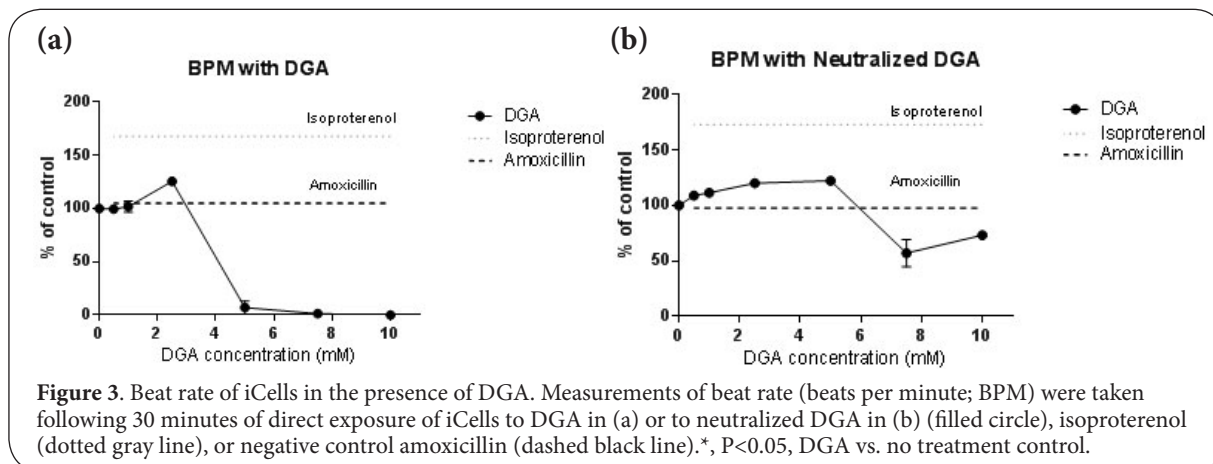 (a)
BPM with DGA
200
150
100
50
0
% of control
0 2 4 6 8 10
DGA concentration (mM)
Isoproterenol
Amoxicillin
DGA
Isoproterenol
Amoxicillin
(b)
BPM with Neutralized DGA
200
150
100
50
0
% of control
0 2 4 6 8 10
DGA concentration (mM)
Isoproterenol
Amoxicillin
DGA
Isoproterenol
Amoxicillin
Figure 3. Beat rate of iCells in the presence of DGA. Measurements of beat rate (beats per minute; BPM) were taken
following 30 minutes of direct exposure of iCells to DGA in (a) or to neutralized DGA in (b) (filled circle), isoproterenol
(dotted gray line), or negative control amoxicillin (dashed black line).*, P<0.05, DGA vs. no treatment control.